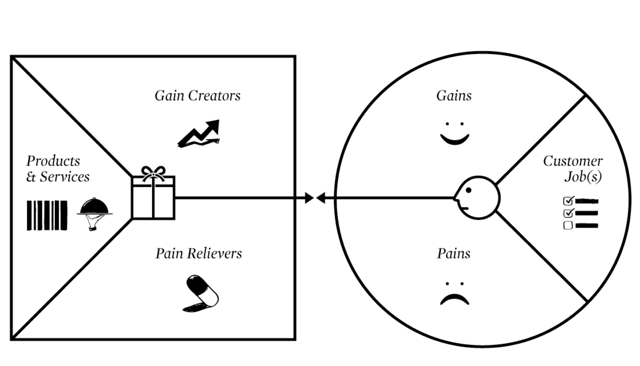 Gain Creators
Gains
Products
& Services
Customer
Job(s)
Pain Relievers
Pains